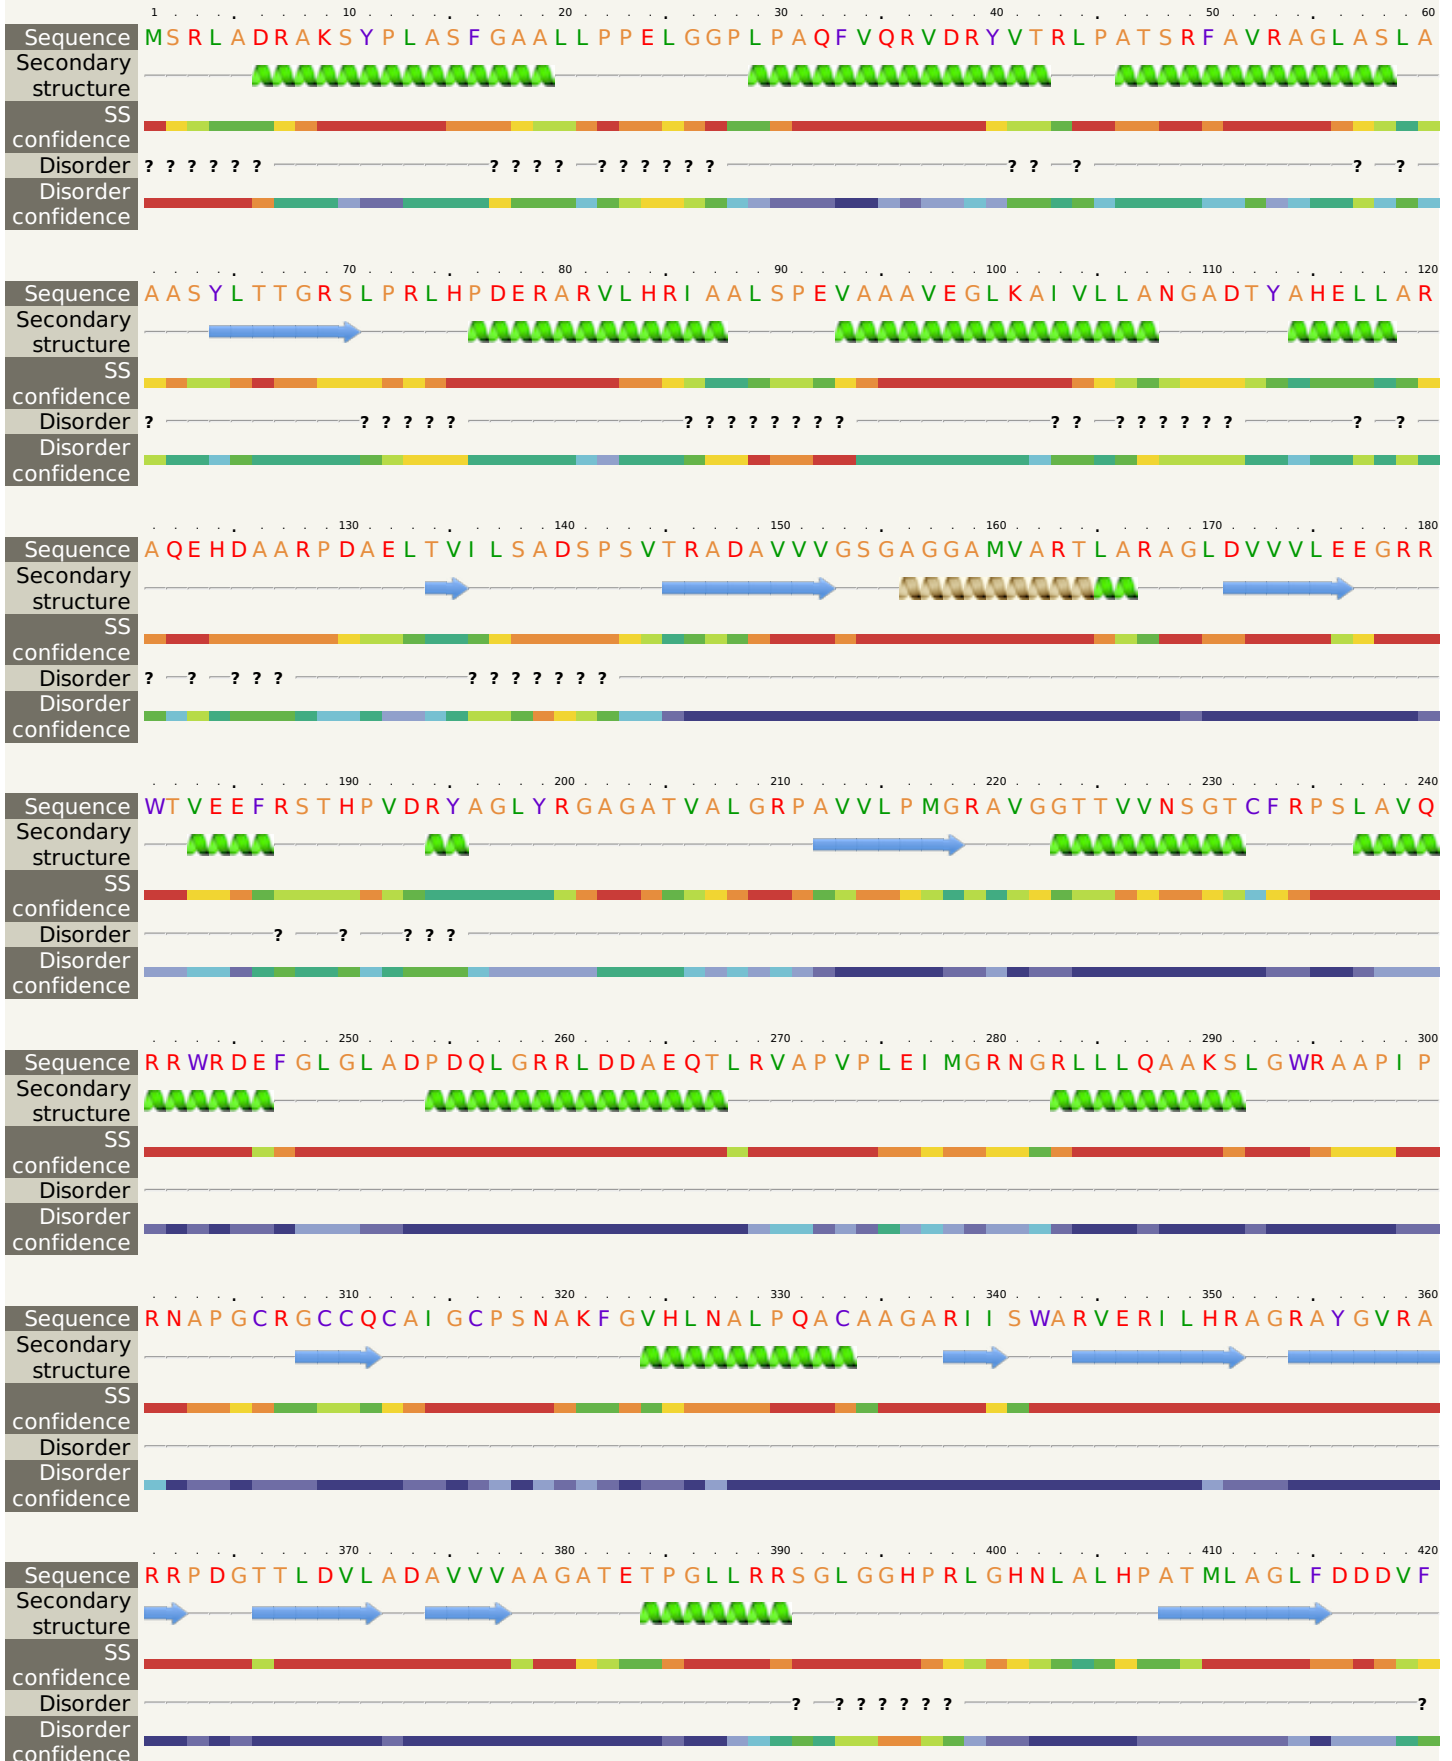 1 10 20 30 40 50 60
Sequence MSRLADRAKSYPLASFGAALLPPELGGPLPAQFVQRVDRYVTRLPATSRFAVRAGLASLA
Secondary
structure
SS
confidence
Disorder ? ? ? ? ? ? ? ? ? ? ? ? ? ? ? ? ? ? ? ? ?
Disorder
confidence
70 80 90 100 110 120
Sequence AASYLTTGRSLPRLHPDERARVLHRIAALSPEVAAAVEGLKAIVLLANGADTYAHELLAR
Secondary
structure
SS
confidence
Disorder ? ? ? ? ? ? ? ? ? ? ? ? ? ? ? ? ? ? ? ? ? ? ? ?
Disorder
confidence
130 140 150 160 170 180
Sequence AQEHDAARPDAELTVILSADSPSVTRADAVVVGSGAGGAMVARTLARAGLDVVVLEEGRR
Secondary
structure
SS
confidence
Disorder ? ? ? ? ? ? ? ? ? ? ? ?
Disorder
confidence
190 200 210 220 230 240
Sequence WTVEEFRSTHPVDRYAGLYRGAGATVALGRPAVVLPMGRAVGGTTVVNSGTCFRPSLAVQ
Secondary
structure
SS
confidence
Disorder ? ? ? ? ?
Disorder
confidence
250 260 270 280 290 300
Sequence RRWRDEFGLGLADPDQLGRRLDDAEQTLRVAPVPLEIMGRNGRLLLQAAKSLGWRAAPIP
Secondary
structure
SS
confidence
Disorder
Disorder
confidence
310 320 330 340 350 360
Sequence RNAPGCRGCCQCAIGCPSNAKFGVHLNALPQACAAGARIISWARVERILHRAGRAYGVRA
Secondary
structure
SS
confidence
Disorder
Disorder
confidence
370 380 390 400 410 420
Sequence RRPDGTTLDVLADAVVVAAGATETPGLLRRSGLGGHPRLGHNLALHPATMLAGLFDDDVF
Secondary
structure
SS
confidence
Disorder ? ? ? ? ? ? ? ?
Disorder
confidence